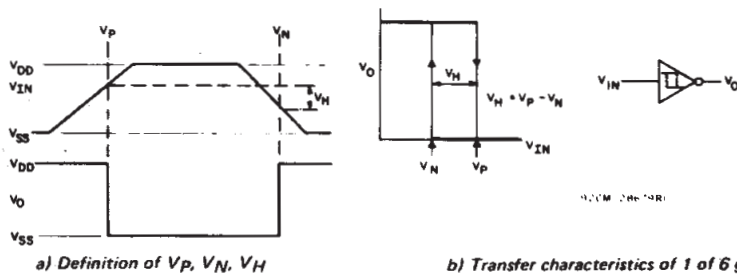 VP
VN
VDD
VIN
VH
VSS
VDD
VO
VSS
a) Definition of VP, VN, VH
VO
VH
VH = VP - VN
VIN
VN
VP
VIN
VO
b) Transfer characteristics of 1 of 6 g